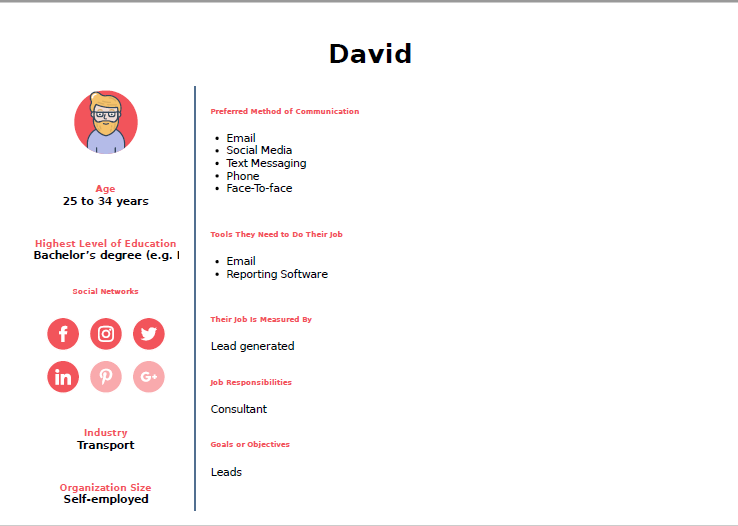 David
Age
25 to 34 years
Highest Level of Education
Bachelor’s degree (e.g.
Social Networks
Industry
Transport
Organization Size
Self-employed
Preferred Method of Communication
• Email
• Social Media
• Text Messaging
• Phone
• Face-To-face
Tools They Need to Do Their Job
• Email
• Reporting Software
Their Job Is Measured By
Lead generated
Job Responsibilities
Consultant
Goals or Objectives
Leads